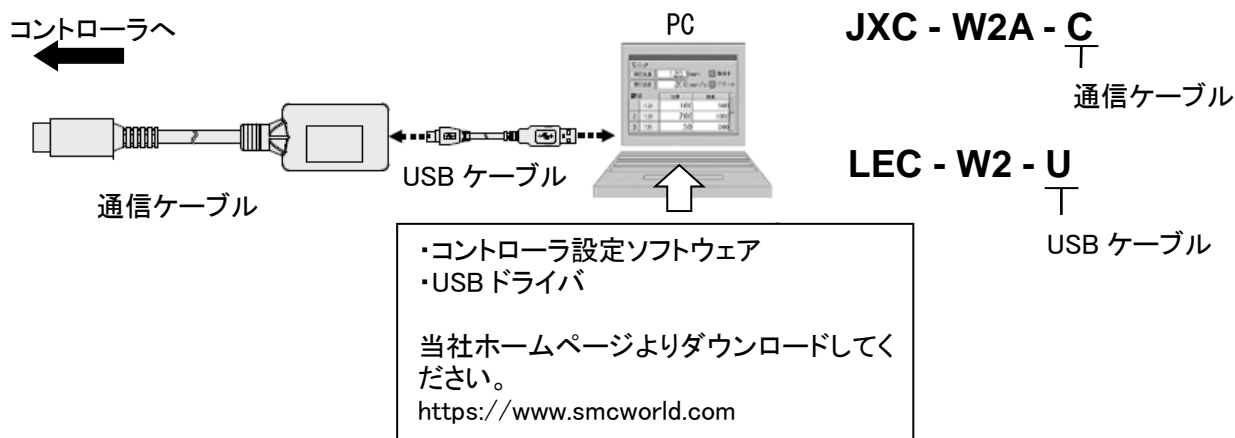 コントローラへ
PC
JXC - W2A - C
通信ケーブル
LEC - W2 - U
USB ケーブル
USB ケーブル
通信ケーブル
・コントローラ設定ソフトウェア
・USB ドライバ
当社ホームページよりダウンロードしてく
ださい。
https://www.smcworld.com